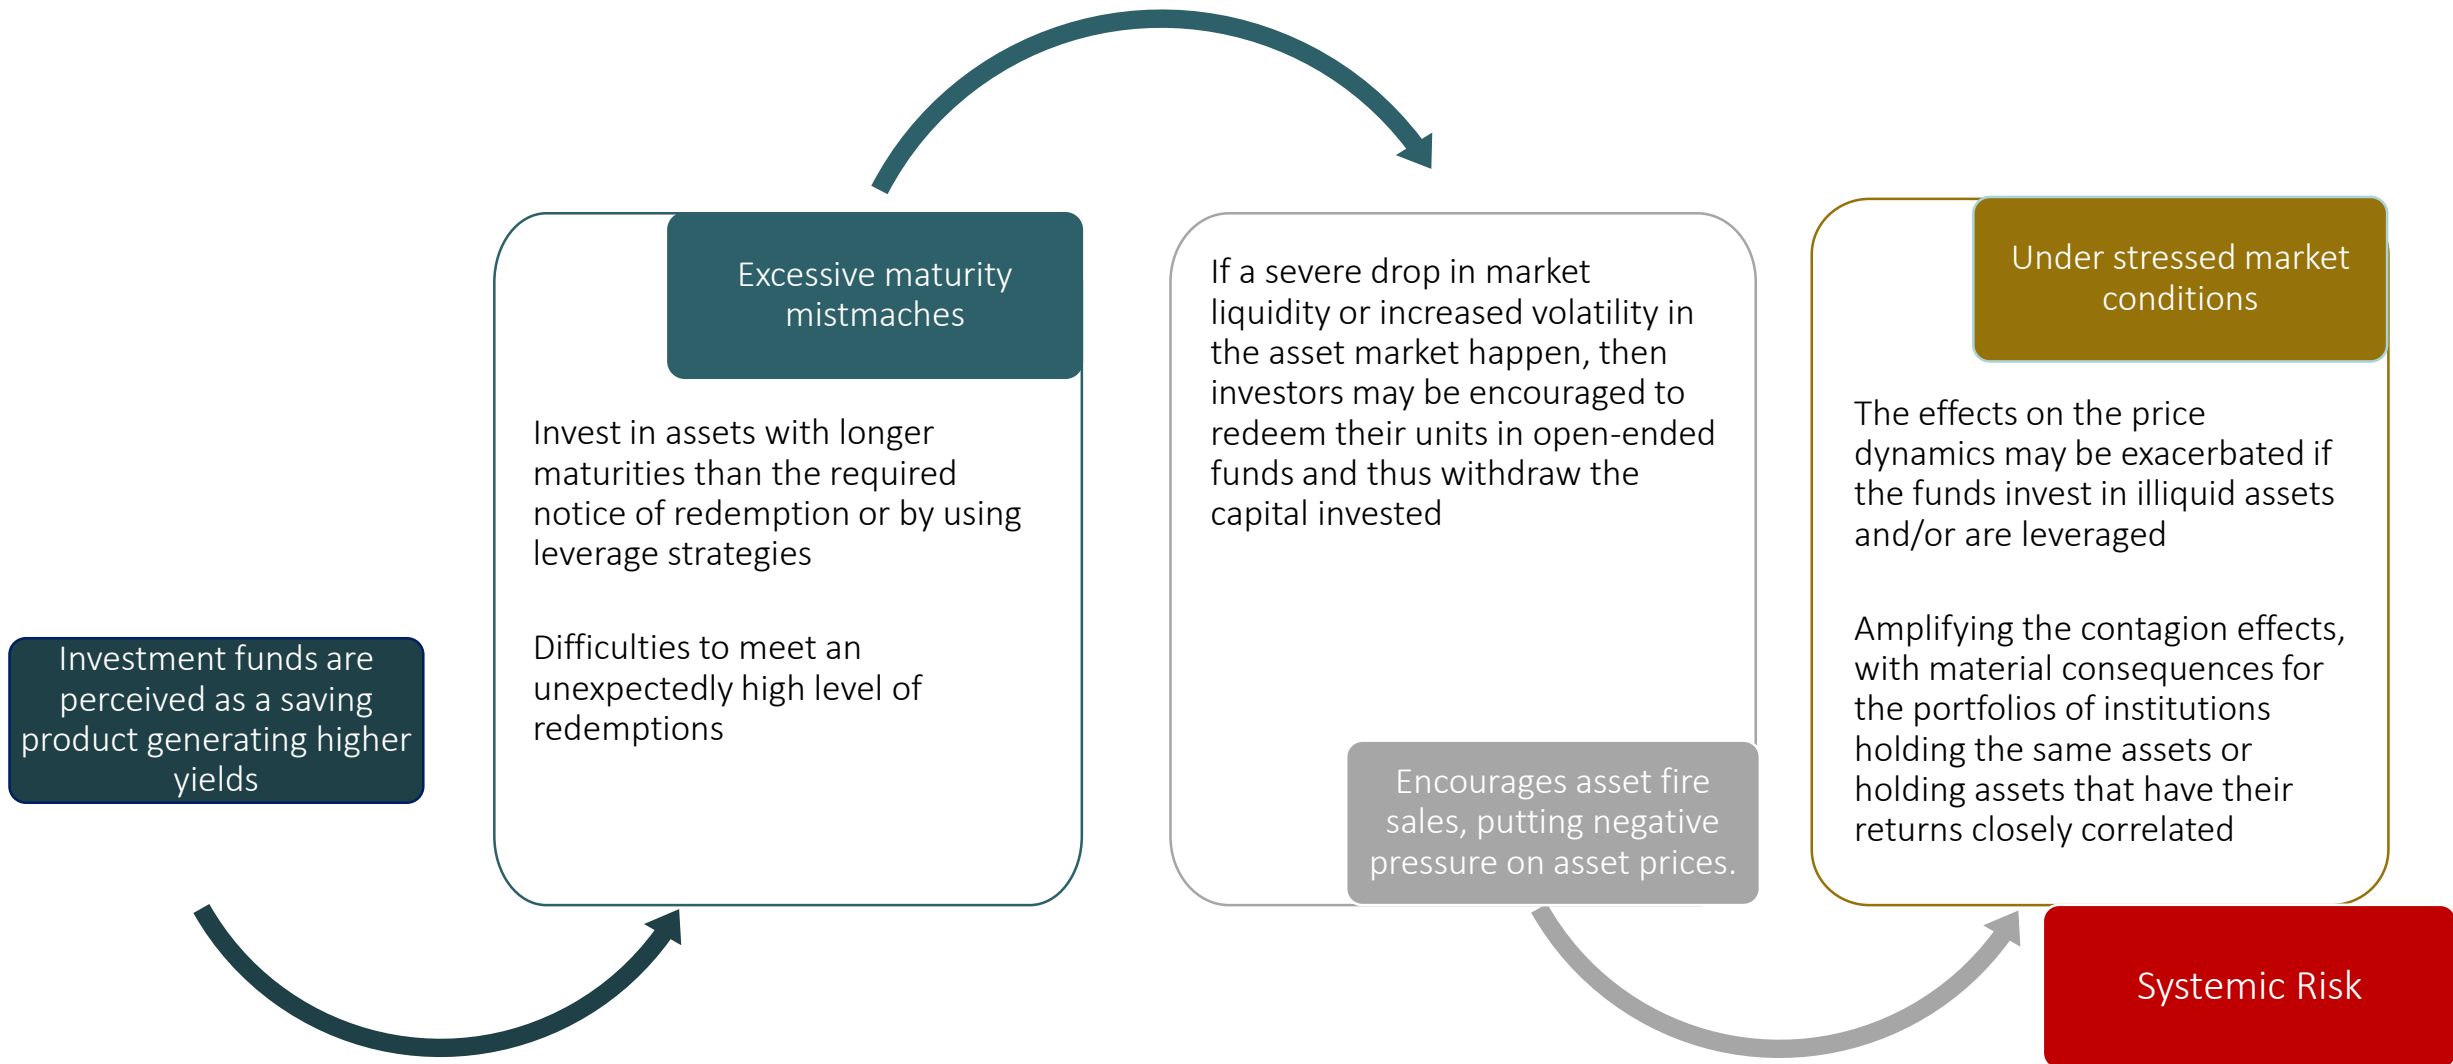 Investment funds are
perceived as a saving
product generating higher
yields
Excessive maturity
mistmaches
Invest in assets with longer
maturities than the required
notice of redemption or by using
leverage strategies
Difficulties to meet an
unexpectedly high level of
redemptions
If a severe drop in market
liquidity or increased volatility in
the asset market happen, then
investors may be encouraged to
redeem their units in open-ended
funds and thus withdraw the
capital invested
Encourages asset fire
sales, putting negative
pressure on asset prices.
Under stressed market
conditions
The effects on the price
dynamics may be exacerbated if
the funds invest in illiquid assets
and/or are leveraged
Amplifying the contagion effects,
with material consequences for
the portfolios of institutions
holding the same assets or
holding assets that have their
returns closely correlated
Systemic Risk